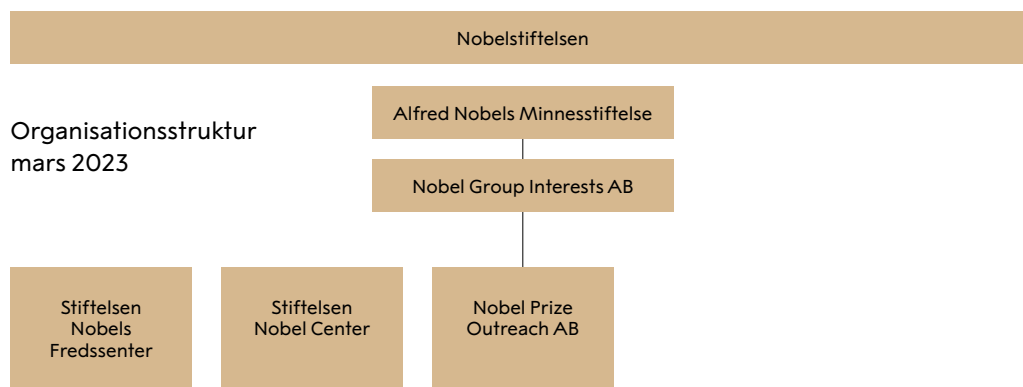 Nobelstiftelsen
Alfred Nobels Minnesstiftelse
Organisationsstruktur
mars 2023
Nobel Group Interests AB
Stiftelsen
Nobels
Fredssenter
Stiftelsen
Nobel Center
Nobel Prize
Outreach AB